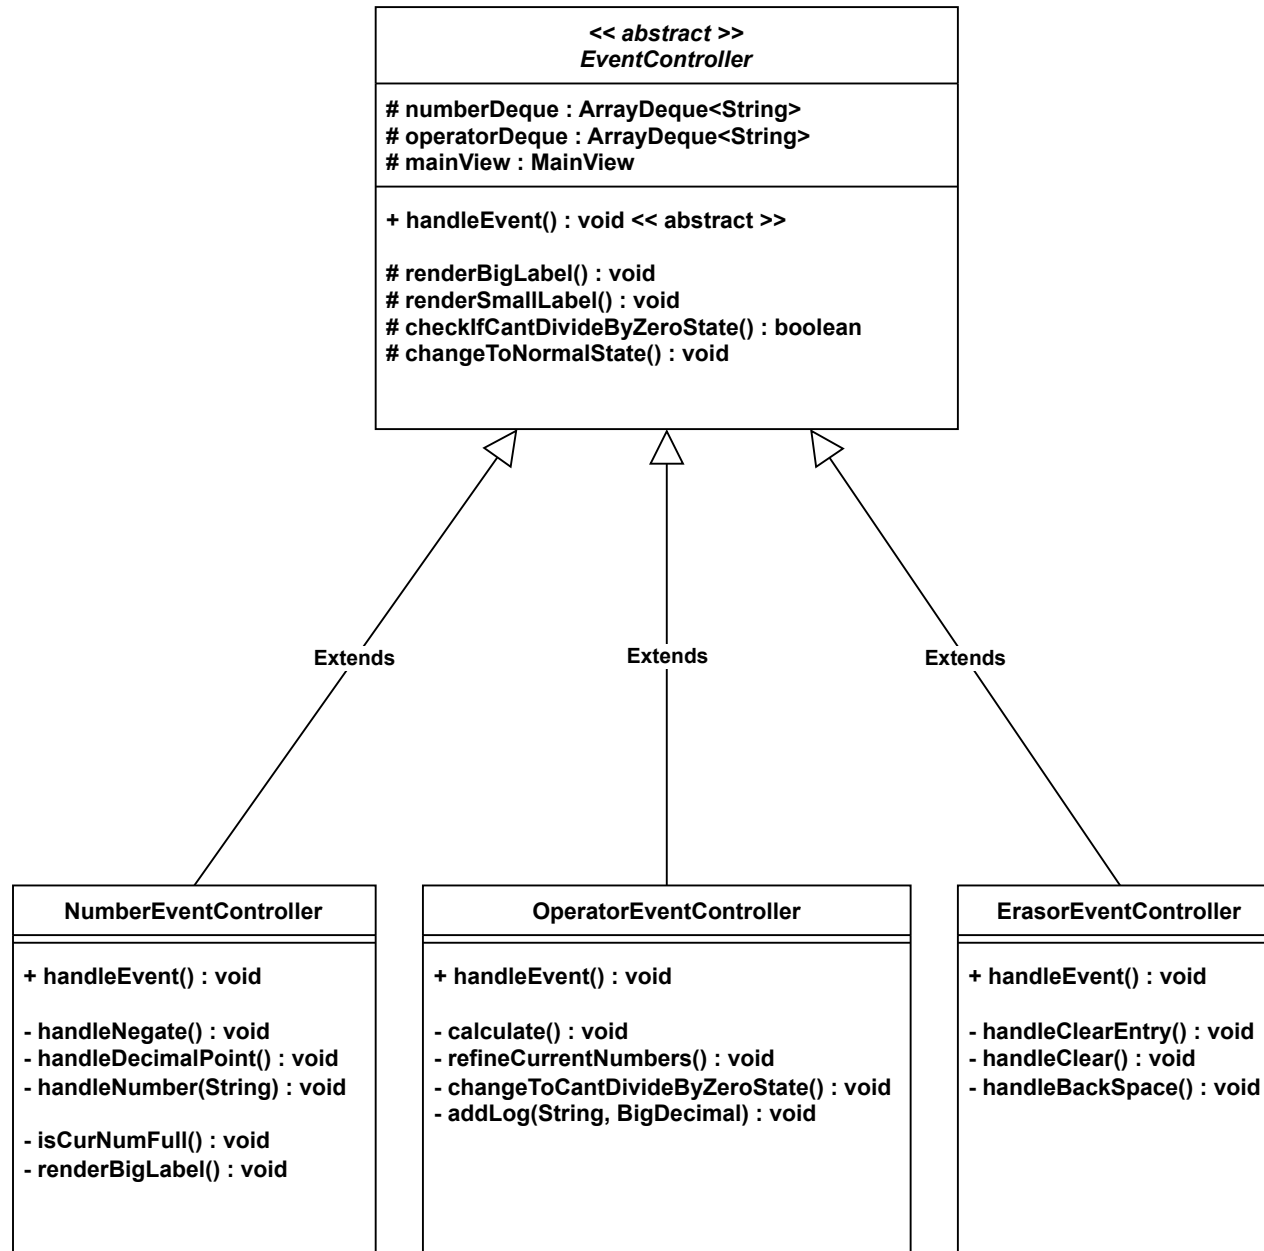 << abstract >>
EventController
# numberDeque : ArrayDeque<String>
# operatorDeque : ArrayDeque<String>
# mainView : MainView
+ handleEvent() : void << abstract >>
# renderBigLabel() : void
# renderSmallLabel() : void
# checkIfCantDivideByZeroState() : boolean
# changeToNormalState() : void
Extends
Extends
Extends
NumberEventController
+ handleEvent() : void
- handleNegate() : void
- handleDecimalPoint() : void
- handleNumber(String) : void
- isCurNumFull() : void
- renderBigLabel() : void
OperatorEventController
+ handleEvent() : void
- calculate() : void
- refineCurrentNumbers() : void
- changeToCantDivideByZeroState() : void
- addLog(String, BigDecimal) : void
ErasorEventController
+ handleEvent() : void
- handleClearEntry() : void
- handleClear() : void
- handleBackSpace() : void